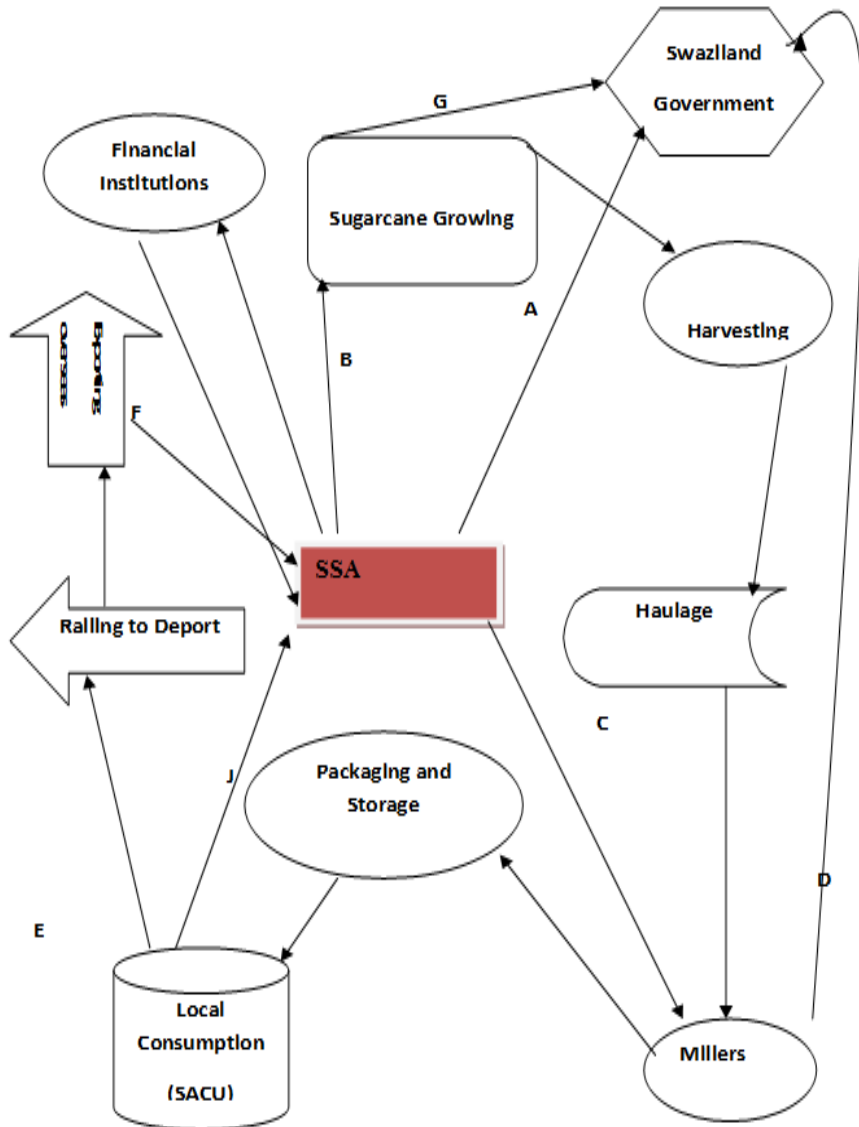 Swaziland
Government
G
Financial
Institutions
Sugarcane Growing
A
Harvesting
B
F
SSA
Haulage
Railing to Deport
C
Packaging and
Storage
J
D
E
Local
Consumption
(SACU)
Millers